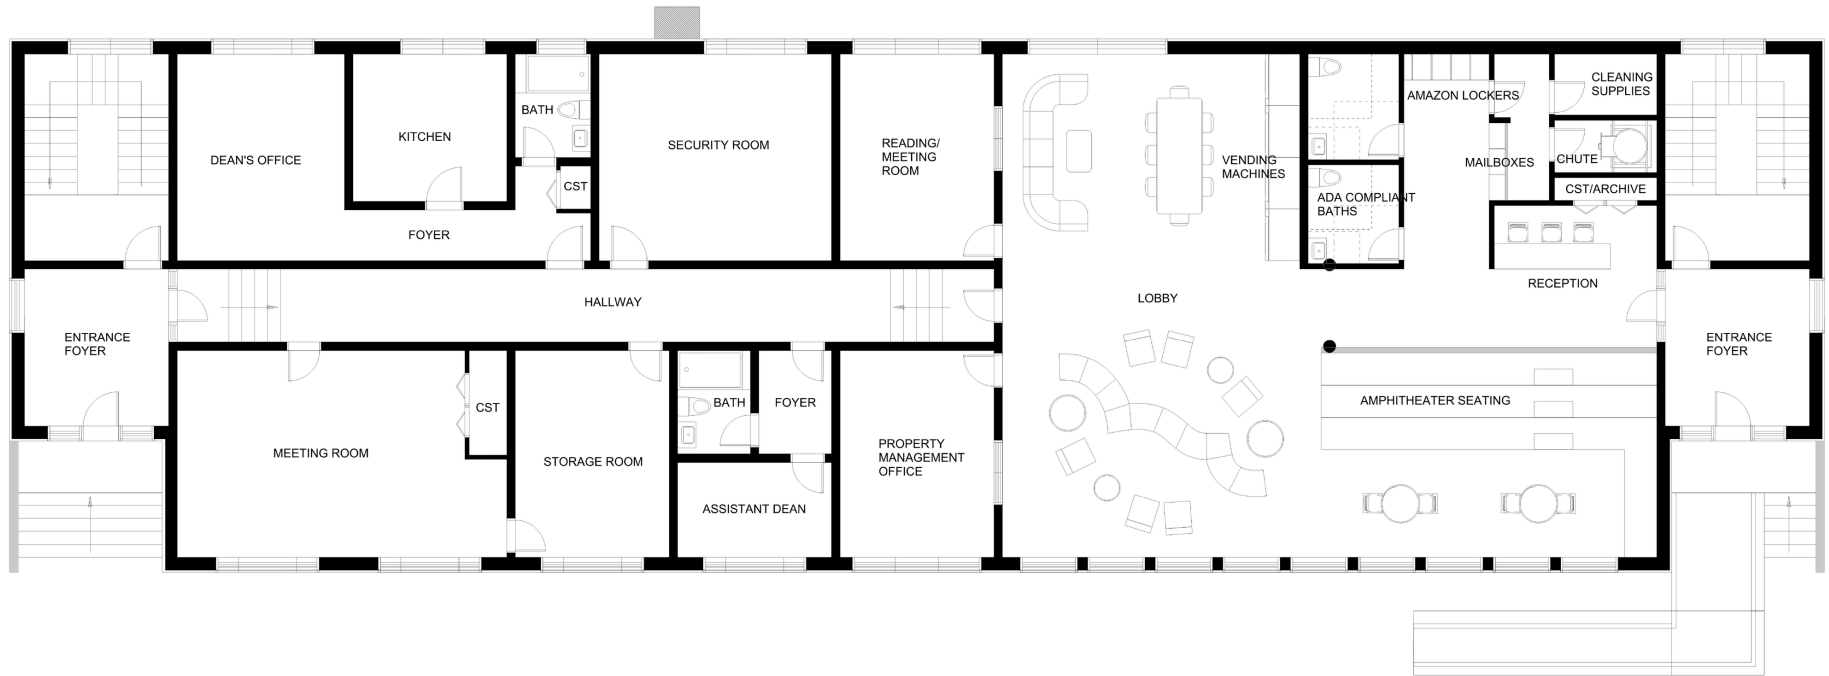 CLEANING
SUPPLIES
AMAZON LOCKERS
BATH
KITCHEN
SECURITY ROOM
READING/
MEETING
ROOM
DEAN'S OFFICE
VENDING
MACHINES
MAILBOXES
CHUTE
CST
CST/ARCHIVE
ADA COMPLIANT
BATHS
FOYER
RECEPTION
HALLWAY
LOBBY
ENTRANCE
FOYER
ENTRANCE
FOYER
CST
BATH
FOYER
AMPHITHEATER SEATING
MEETING ROOM
STORAGE ROOM
PROPERTY
MANAGEMENT
OFFICE
ASSISTANT DEAN